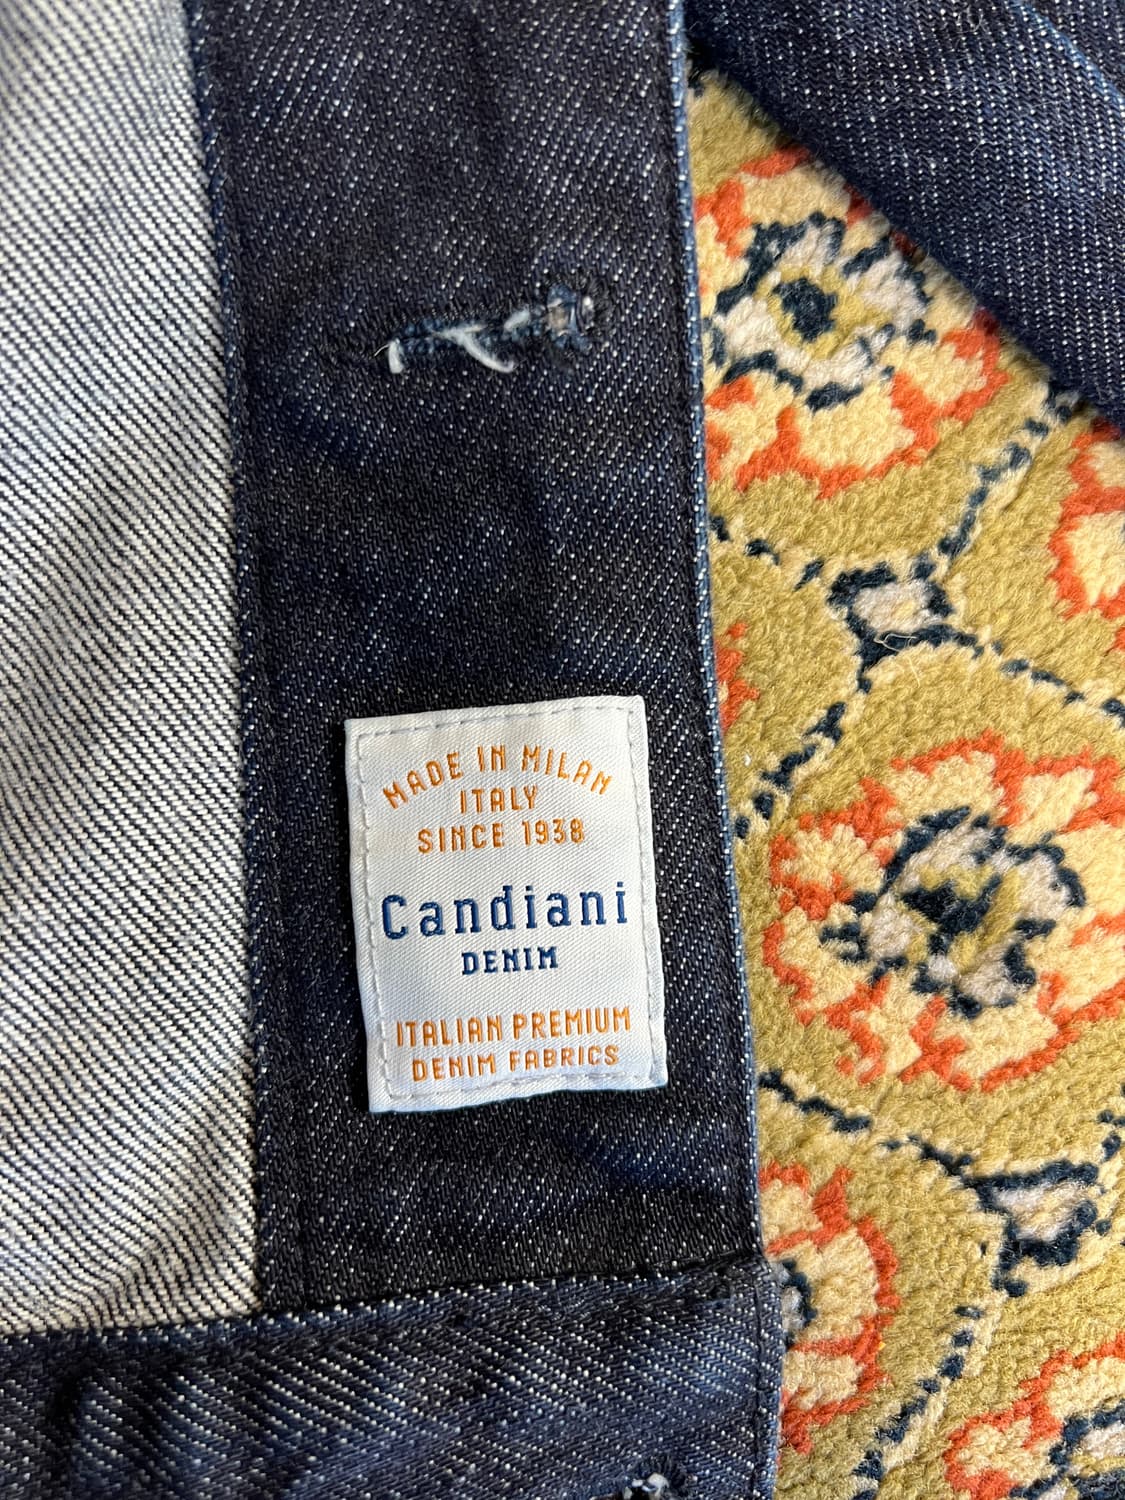 MADE IN MILAN
ITALY
SINCE 1938
Candiani
DENIM
ITALIAN PREMIUM
DENIM FABRICS